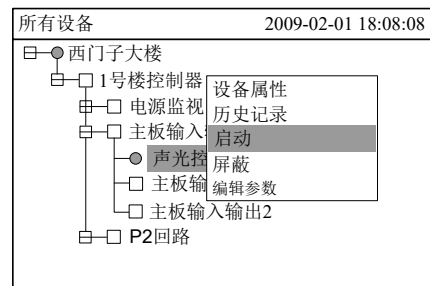 所有设备 2009-02-01 18:08:08
西门子大楼
1号楼控制器
电源监视
主板输入
声光控
主板输
主板输入输出2
P2回路
设备属性
历史记录
启动
屏蔽
编辑参数